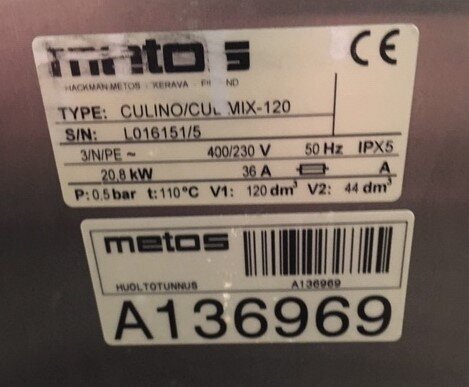 metos
HACKMAN METOS - KERAVA - F ND
CE
TYPE: CULINO/CUL MIX-120
S/N: L016151/5
3/N/PE ~ 400/230 V 50 Hz IPX5
20,8 kW 36 A A
P: 0,5 bar t: 110°C V1: 120 dm³ V2: 44 dm³
metos
HUOLTOTUNNUS A136969
A136969